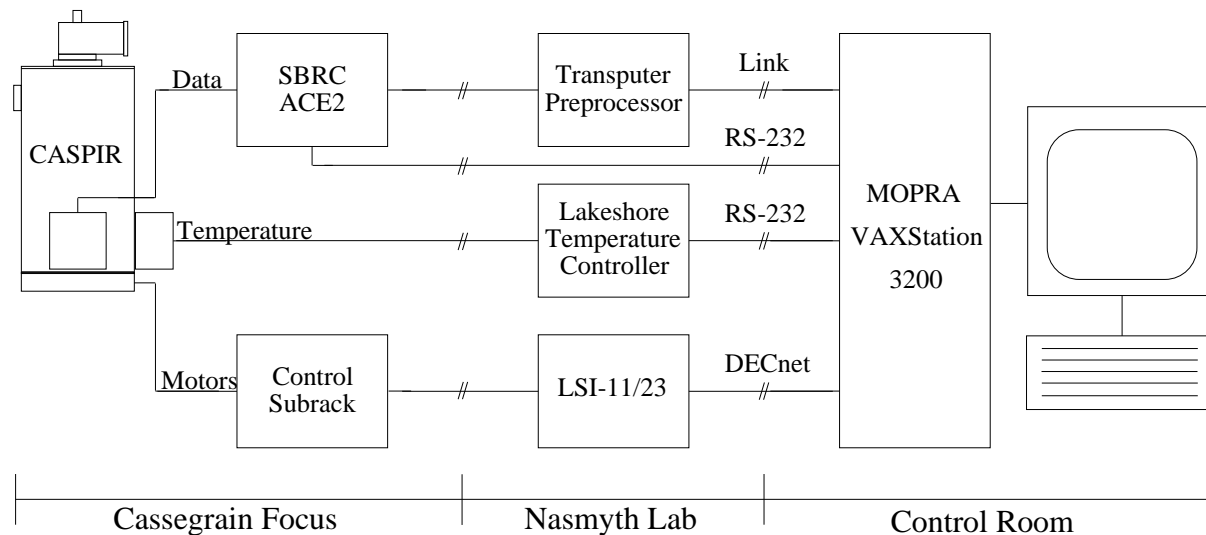 Data
SBRC
ACE2
Transputer
Preprocessor
Link
CASPIR
RS-232
MOPRA
VAXStation
3200
Temperature
Lakeshore
Temperature
Controller
RS-232
Motors
Control
Subrack
LSI-11/23
DECnet
Cassegrain Focus
Nasmyth Lab
Control Room